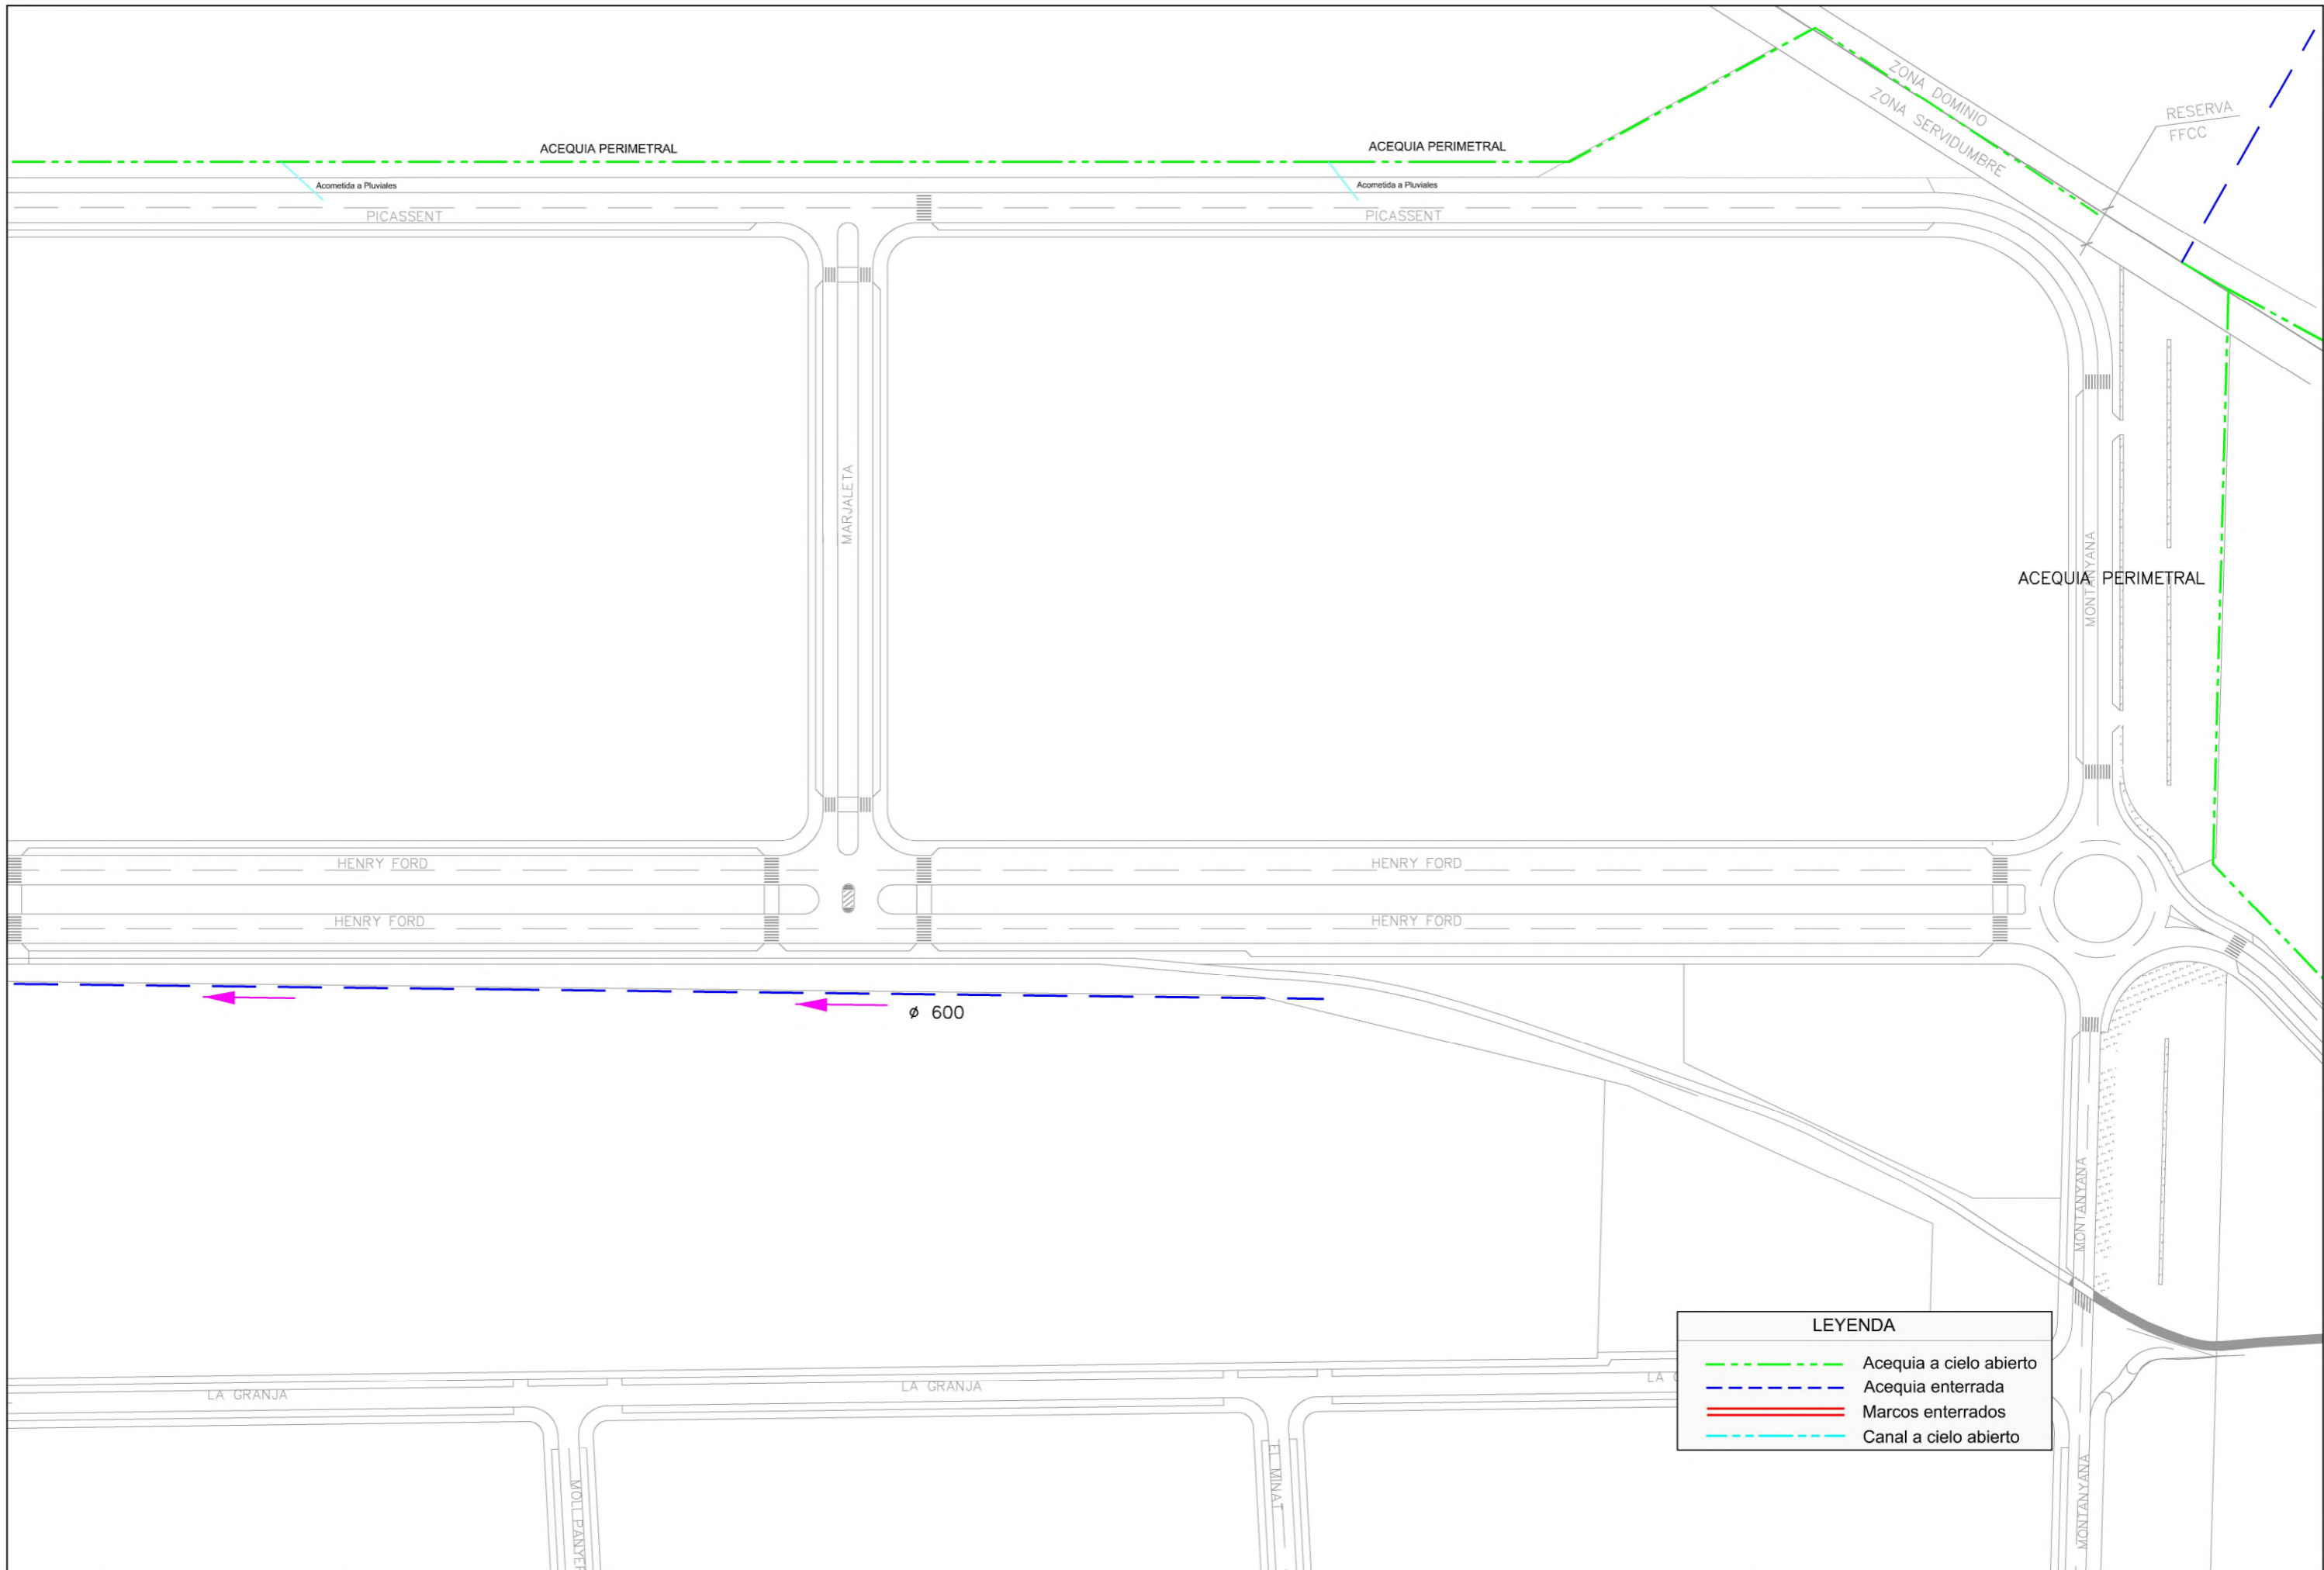 ZONA DOMINIO
ZONA SERVIDUMBRE
RESERVA
FFCC
ACEQUIA PERIMETRAL
ACEQUIA PERIMETRAL
Acometida a Pluviales
Acometida a Pluviales
PICASSENT
PICASSENT
MARJALETA
MONTANYANA
ACEQUIA PERIMETRAL
HENRY FORD
HENRY FORD
HENRY FORD
HENRY FORD
ø 600
MONTANYANA
LEYENDA
Acequia a cielo abierto
Acequia enterrada
Marcos enterrados
Canal a cielo abierto
LA GRANJA
LA GRANJA
LA
EL MINAT
MONTANYANA